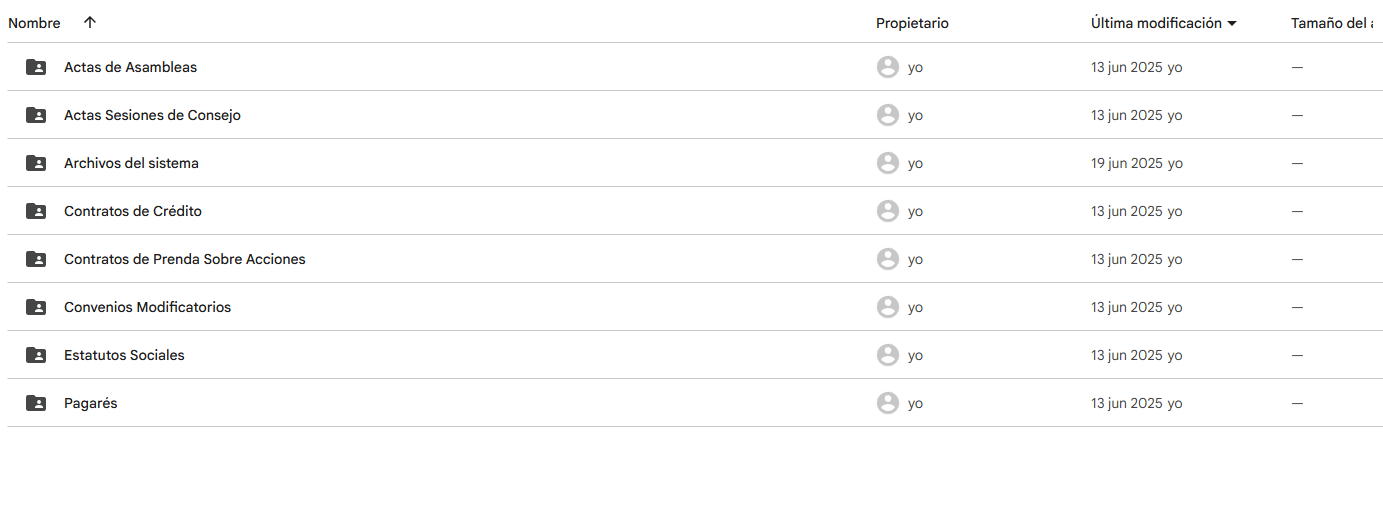 Nombre Propietario Última modificación Tamaño del
Actas de Asambleas yo 13 jun 2025 yo —
Actas Sesiones de Consejo yo 13 jun 2025 yo —
Archivos del sistema yo 19 jun 2025 yo —
Contratos de Crédito yo 13 jun 2025 yo —
Contratos de Prenda Sobre Acciones yo 13 jun 2025 yo —
Convenios Modificatorios yo 13 jun 2025 yo —
Estatutos Sociales yo 13 jun 2025 yo —
Pagarés yo 13 jun 2025 yo —